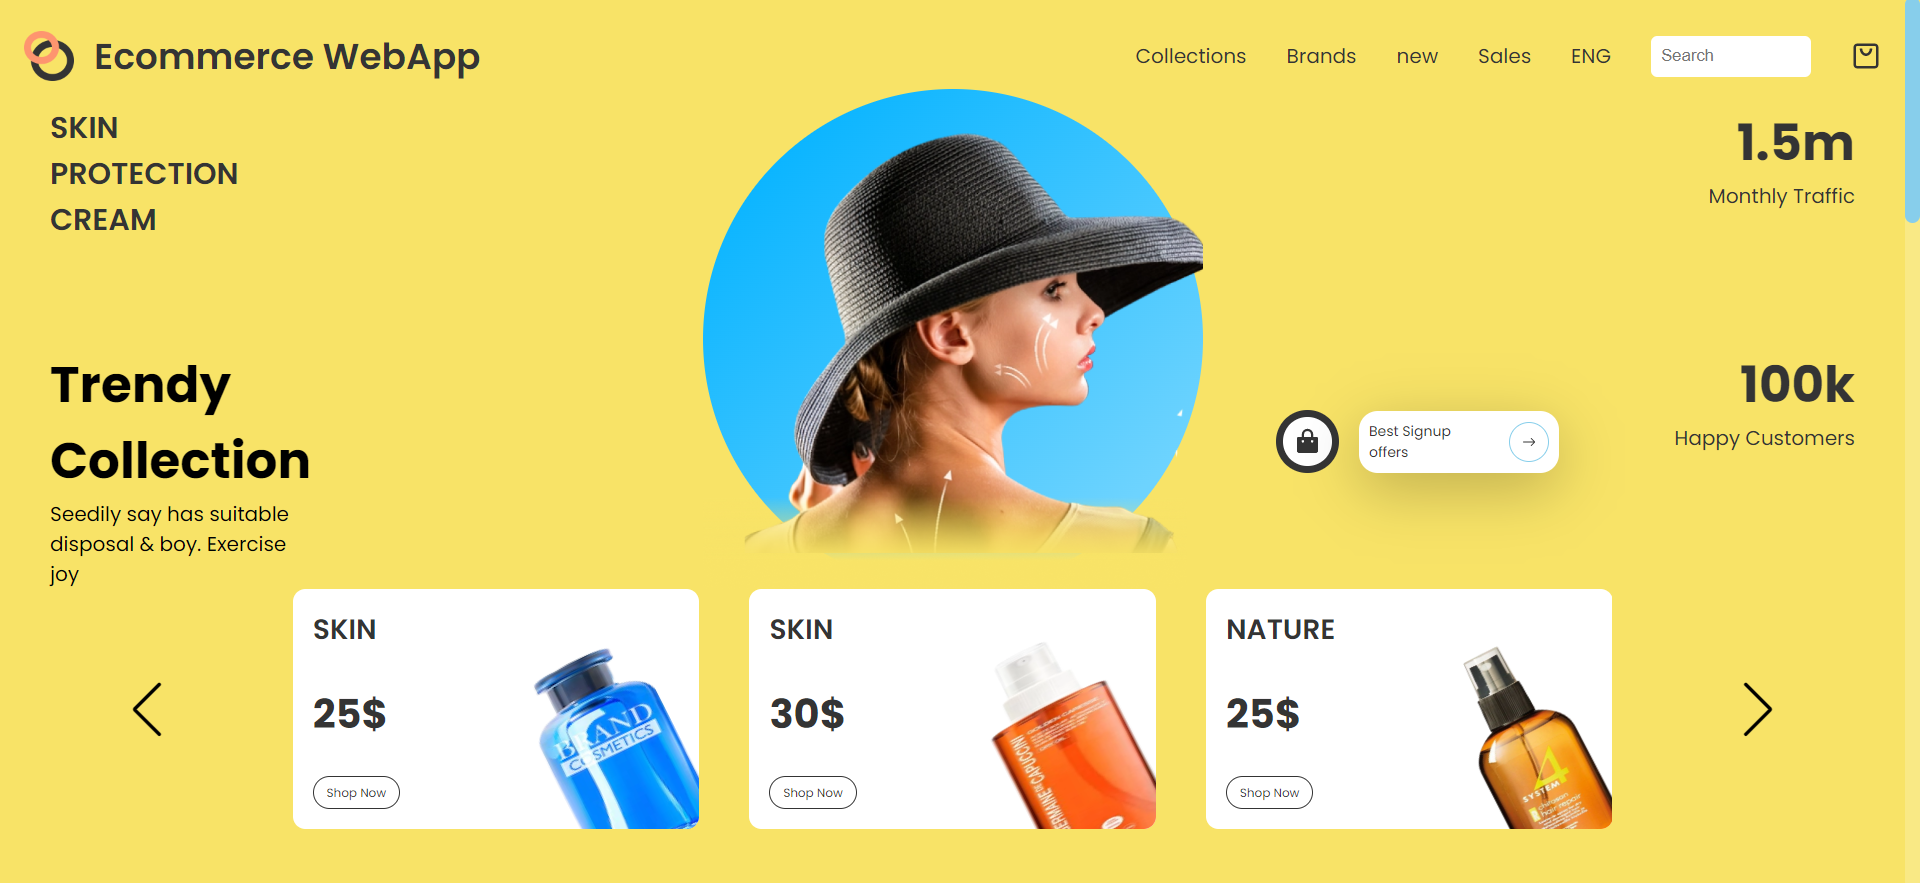 Ecommerce WebApp
Collections
Brands
new
Sales
ENG
Search
SKIN
PROTECTION
CREAM
1.5m
Monthly Traffic
Trendy
Collection
Seedily say has suitable
disposal & boy. Exercise
joy
100k
Happy Customers
Best Signup
offers
SKIN
25$
Shop Now
BRAND
COSMETICS
SKIN
30$
Shop Now
NATURE
25$
Shop Now
4
SYSTEM